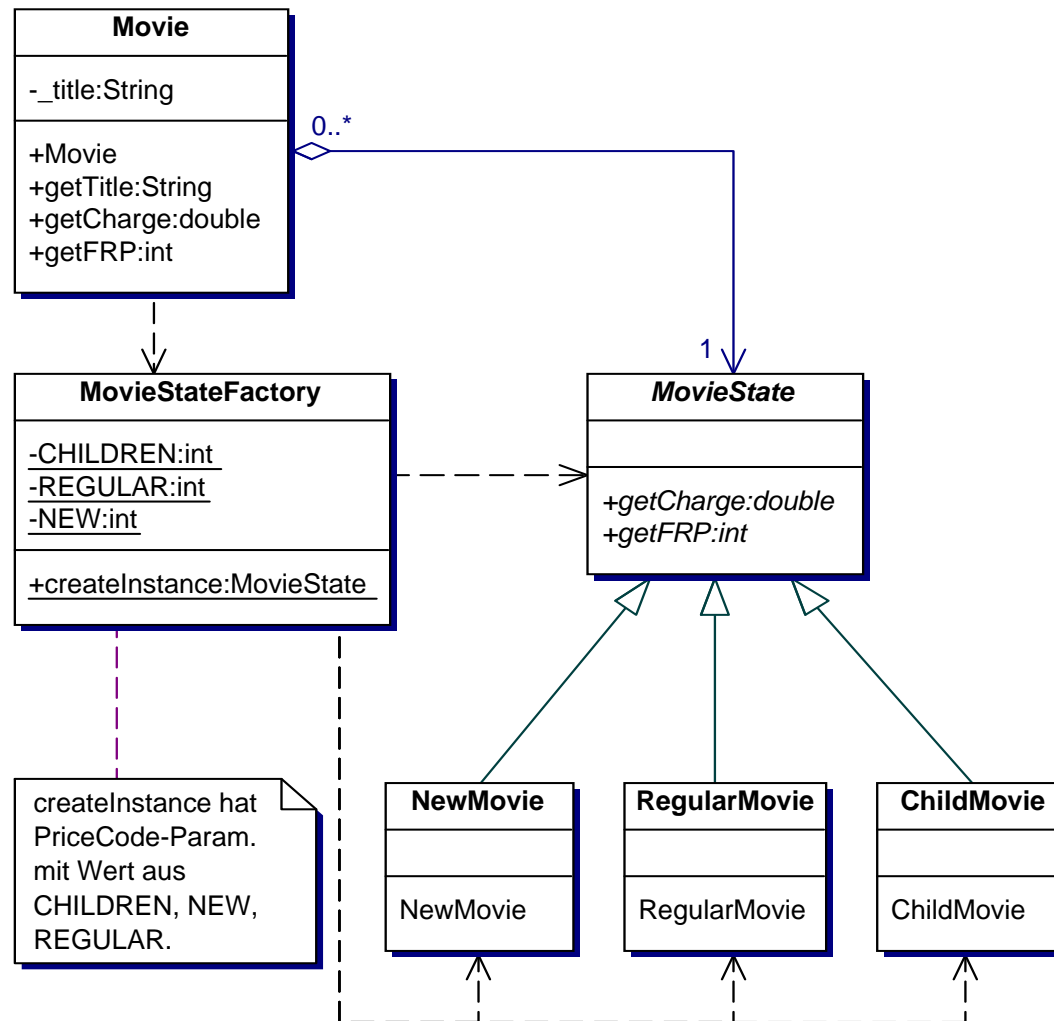 Movie
-_title:String
+Movie
+getTitle:String
+getCharge:double
+getFRP:int
0..*
1
MovieStateFactory
-CHILDREN:int
-REGULAR:int
-NEW:int
+createInstance:MovieState
MovieState
+getCharge:double
+getFRP:int
createInstance hat
PriceCode-Param.
mit Wert aus
CHILDREN, NEW,
REGULAR.
NewMovie
NewMovie
RegularMovie
RegularMovie
ChildMovie
ChildMovie